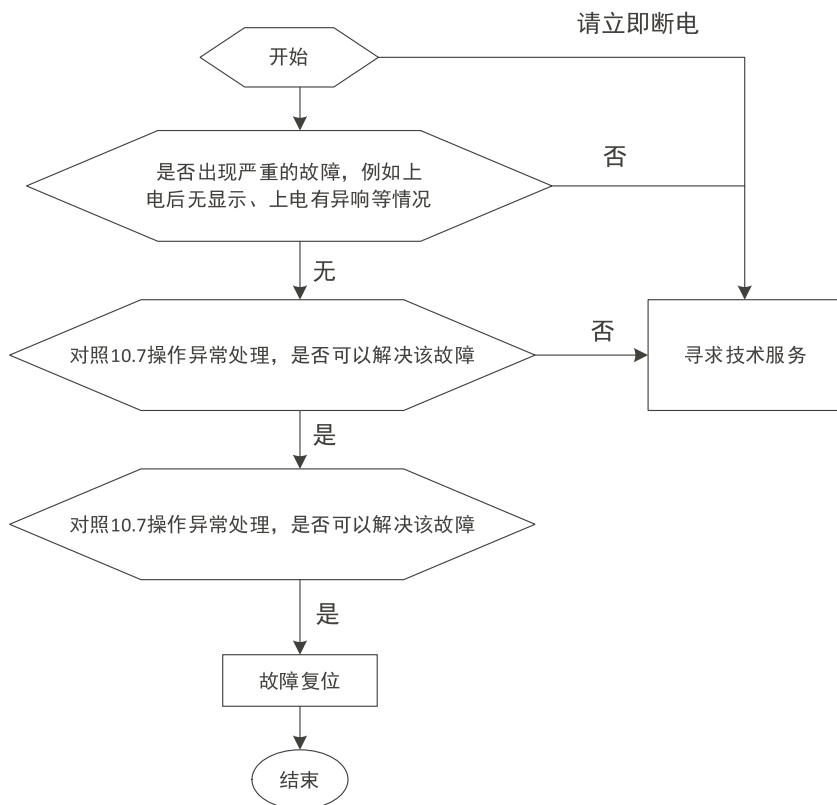 请立即断电
开始
是否出现严重的故障，例如上
电后无显示、上电有异响等情况
否
无
对照10.7操作异常处理，是否可以解决该故障
否
寻求技术服务
是
对照10.7操作异常处理，是否可以解决该故障
是
故障复位
结束